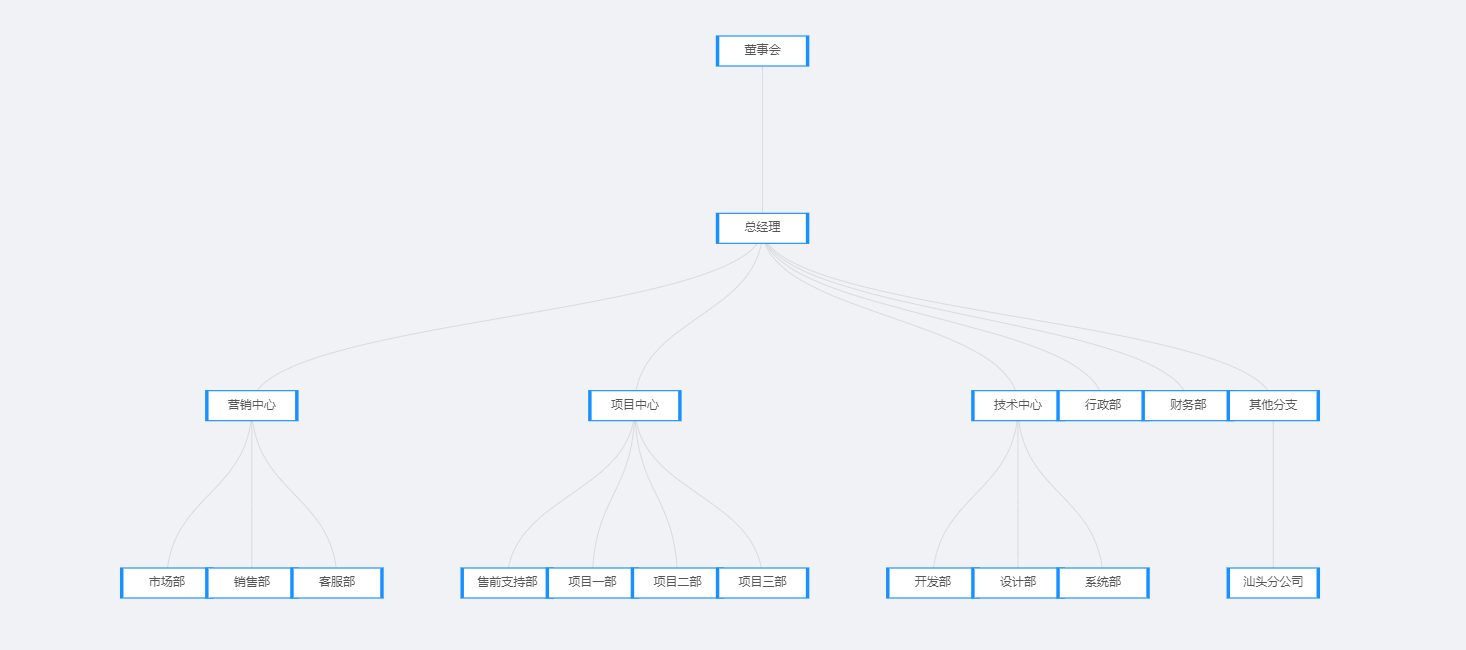 董事会
总经理
营销中心
项目中心
技术中心
行政部
财务部
其他分支
市场部
销售部
客服部
售前支持部
项目一部
项目二部
项目三部
开发部
设计部
系统部
汕头分公司